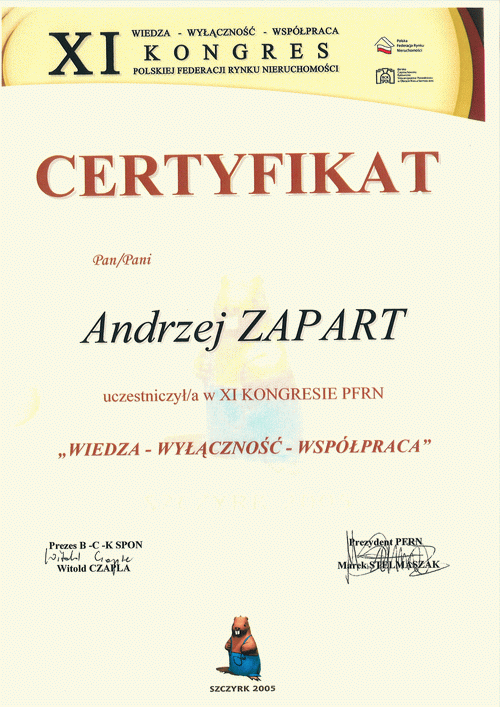 WIEDZA - WYŁĄCZNOŚĆ - WSPÓŁPRACA
XI KONGRES
POLSKIEJ FEDERACJI RYNKU NIERUCHOMOŚCI
Polska
Federacja Rynku
Nieruchomości
CERTYFIKAT
Pan/Pani
Andrzej ZAPART
uczestniczył/a w XI KONGRESIE PFRN
„WIEDZA - WYŁĄCZNOŚĆ - WSPÓŁPRACA”
Prezes B -C -K SPON
Witold Czapla
Witold CZAPLA
Prezydent PFRN
Marek STELMASZAK
SZCZYRK 2005